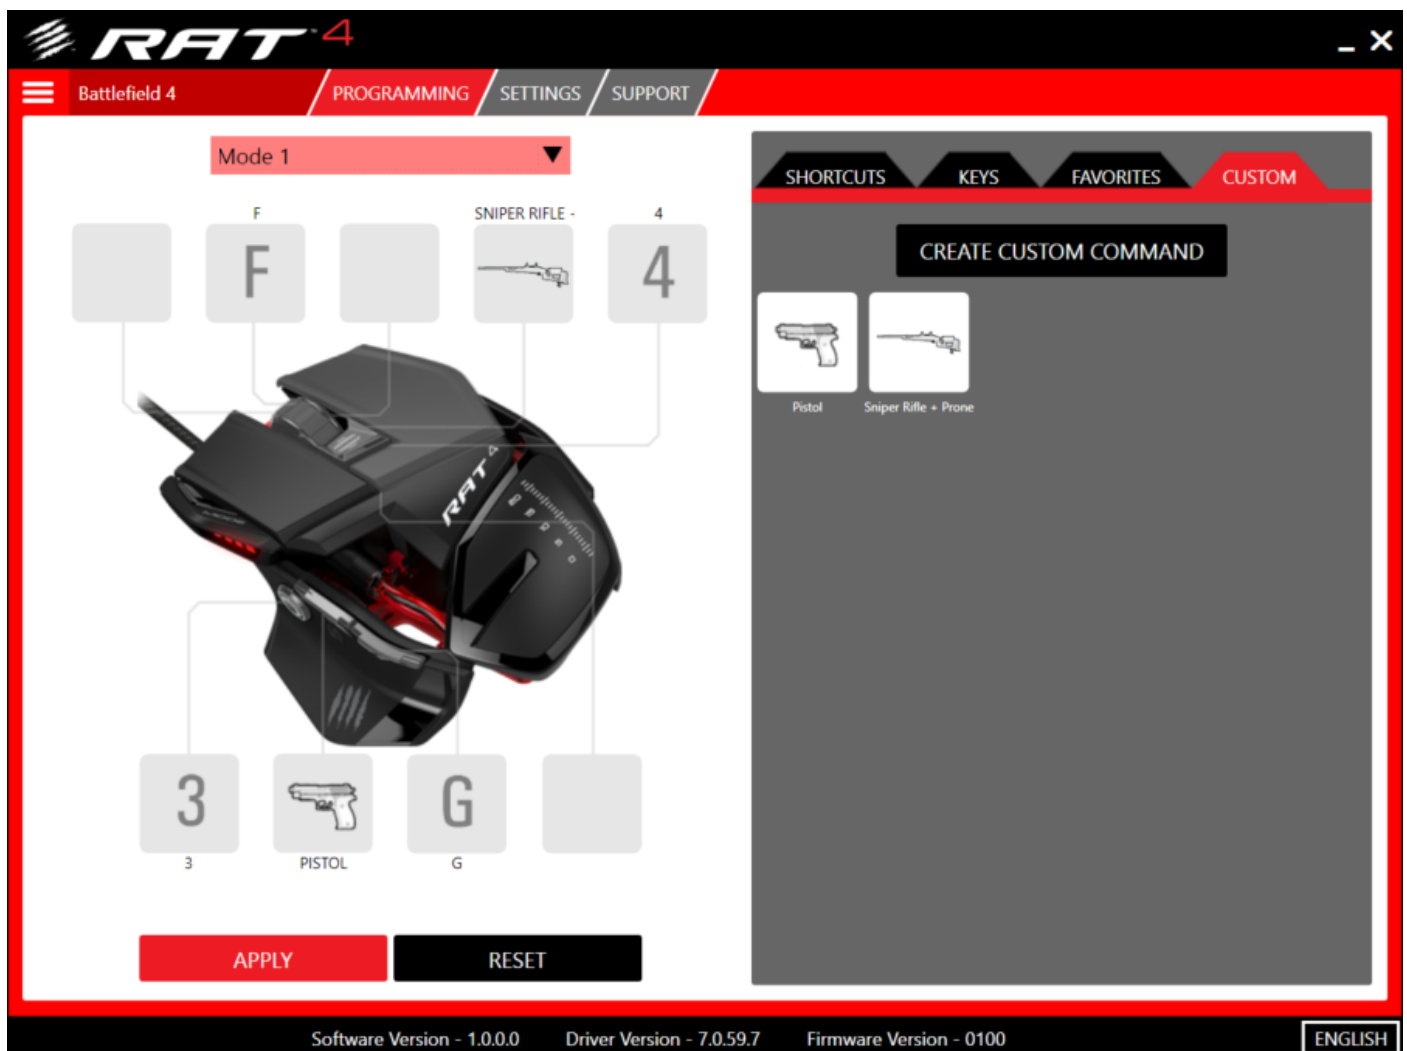 RAT 4
Battlefield 4
PROGRAMMING
SETTINGS
SUPPORT
Mode 1
F
SNIPER RIFLE -
4
F
4
RAT 4
3
G
3
PISTOL
G
APPLY
RESET
SHORTCUTS
KEYS
FAVORITES
CUSTOM
CREATE CUSTOM COMMAND
Pistol
Sniper Rifle + Prone
Software Version - 1.0.0.0
Driver Version - 7.0.59.7
Firmware Version - 0100
ENGLISH